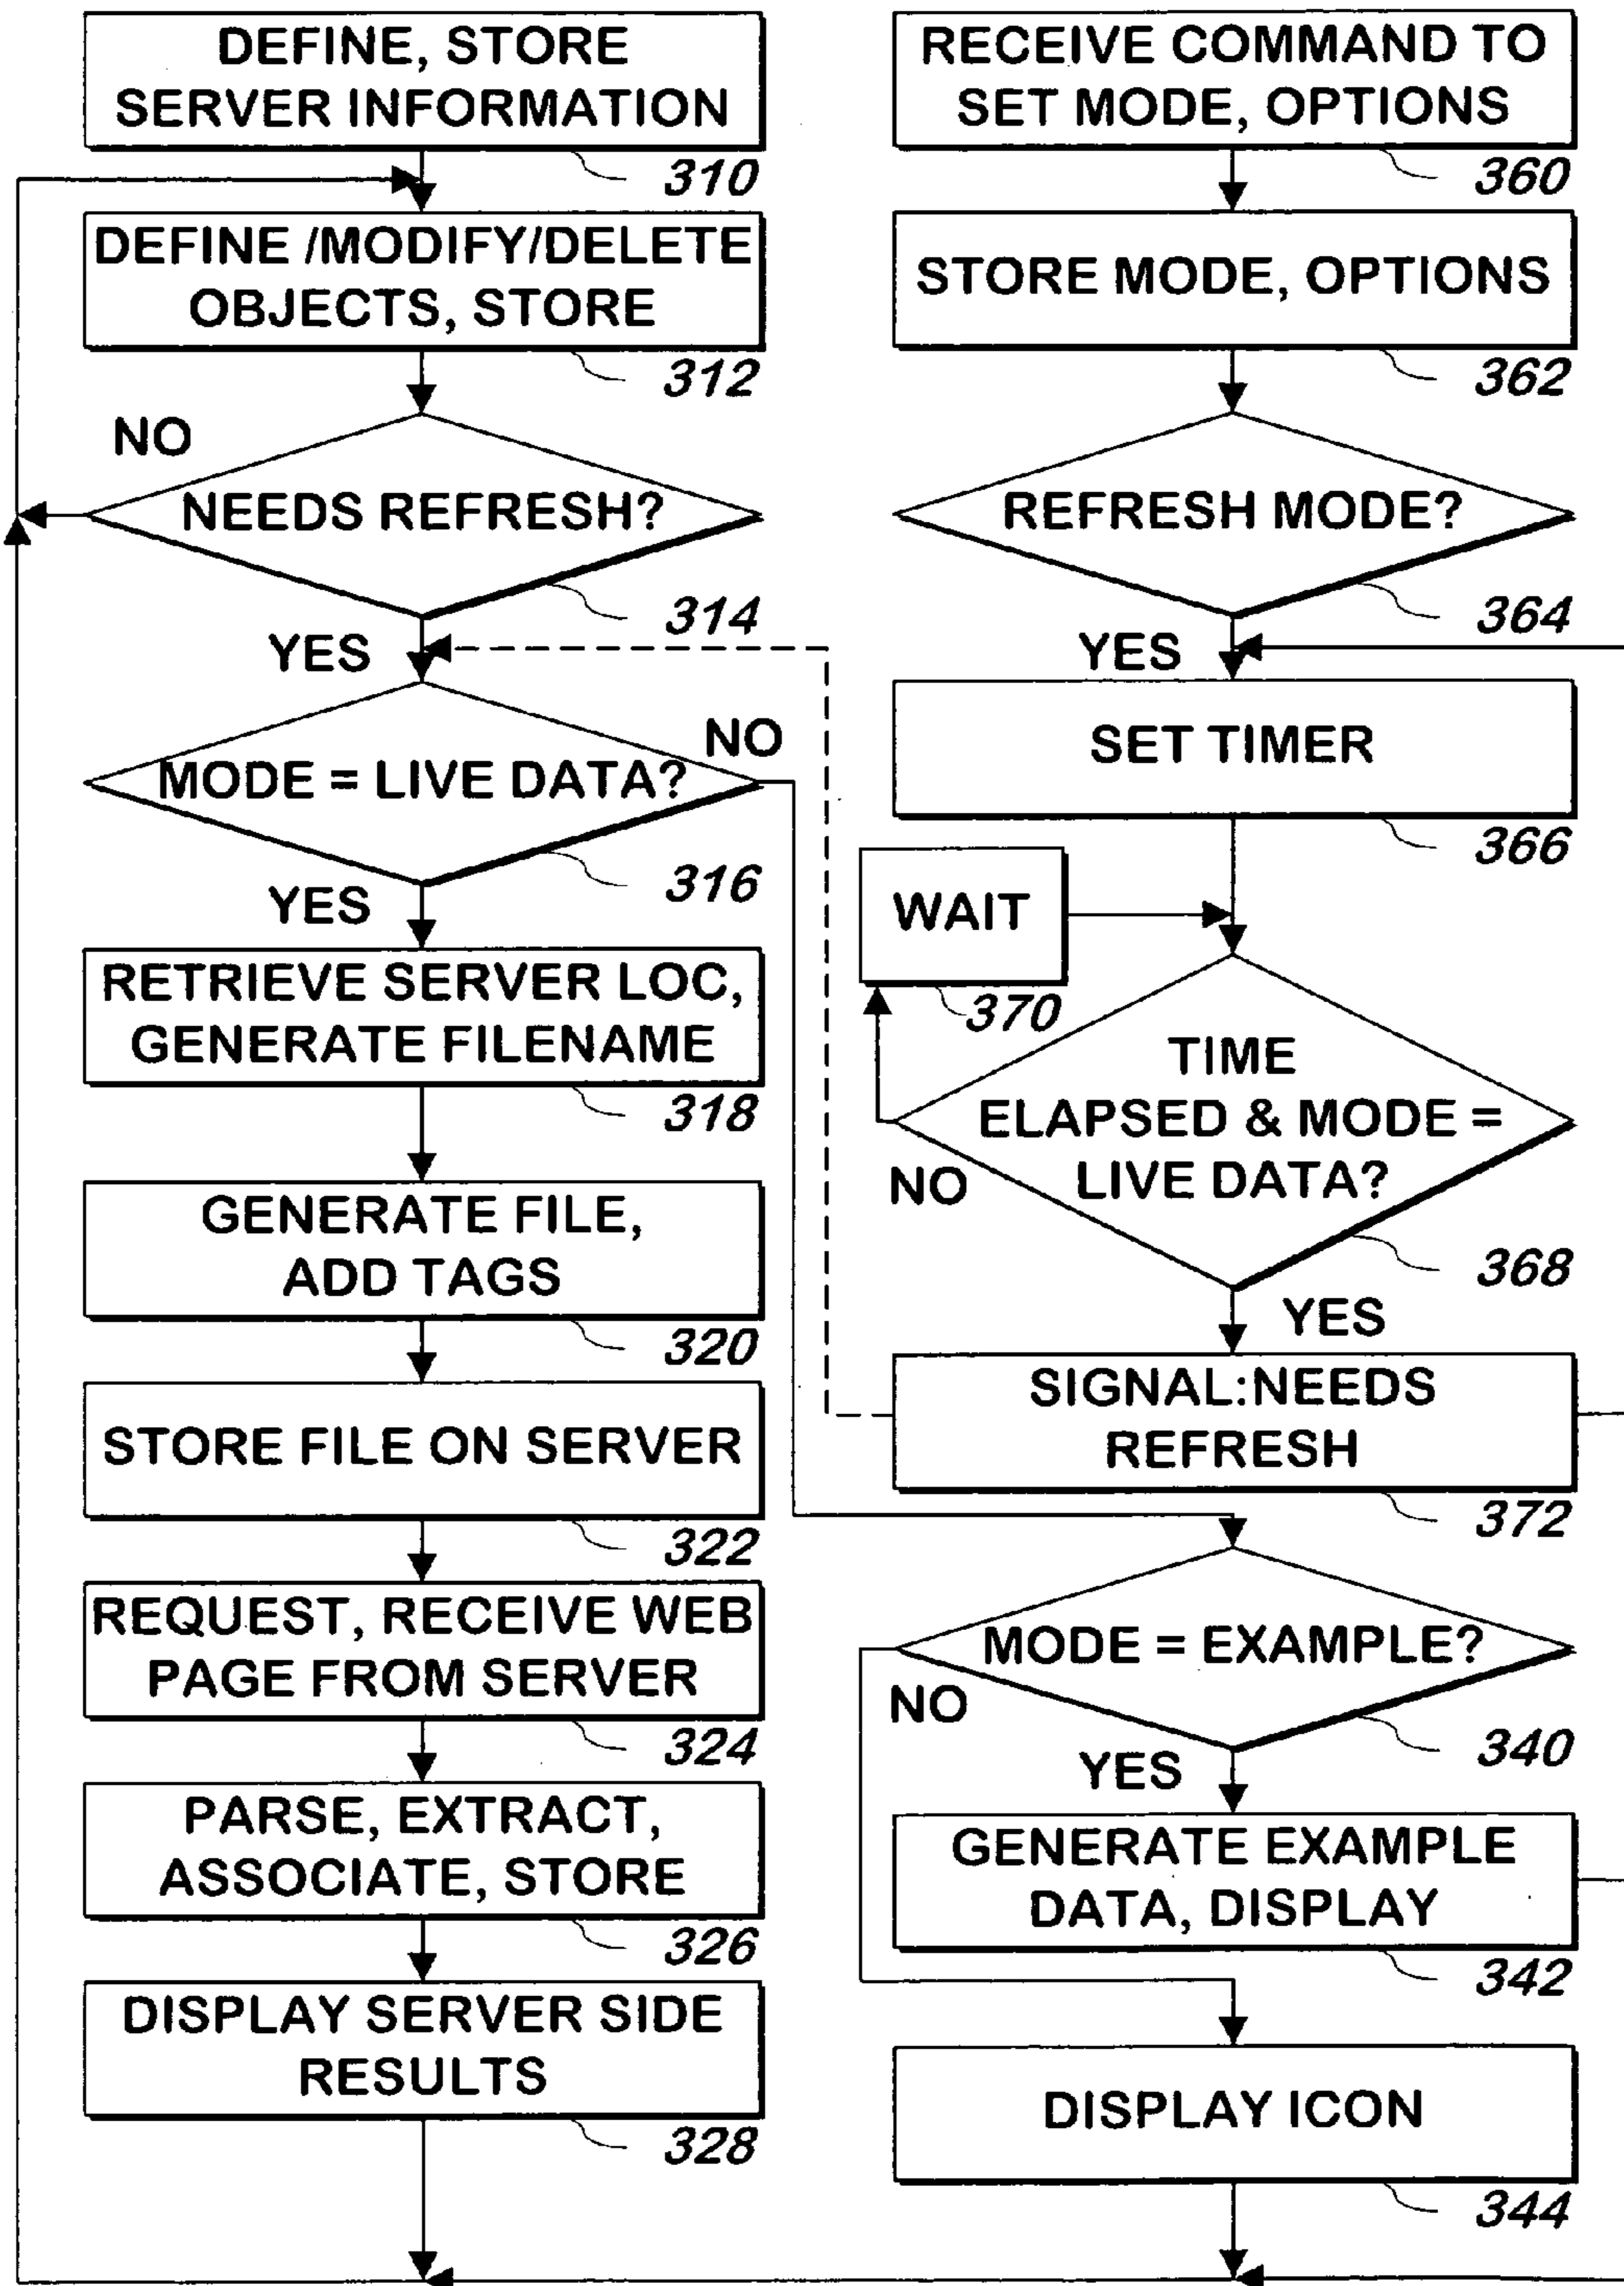 DEFINE, STORE
SERVER INFORMATION
310
DEFINE /MODIFY/DELETE
OBJECTS, STORE
312
NO
NEEDS REFRESH?
314
YES
NO
MODE = LIVE DATA?
316
YES
RETRIEVE SERVER LOC,
GENERATE FILENAME
318
GENERATE FILE,
ADD TAGS
320
STORE FILE ON SERVER
322
REQUEST, RECEIVE WEB
PAGE FROM SERVER
324
PARSE, EXTRACT,
ASSOCIATE, STORE
326
DISPLAY SERVER SIDE
RESULTS
328
RECEIVE COMMAND TO
SET MODE, OPTIONS
360
STORE MODE, OPTIONS
362
REFRESH MODE?
364
YES
SET TIMER
366
WAIT
370
TIME
ELAPSED & MODE =
LIVE DATA?
NO
368
YES
SIGNAL:NEEDS
REFRESH
372
MODE = EXAMPLE?
NO
340
YES
GENERATE EXAMPLE
DATA, DISPLAY
342
DISPLAY ICON
344